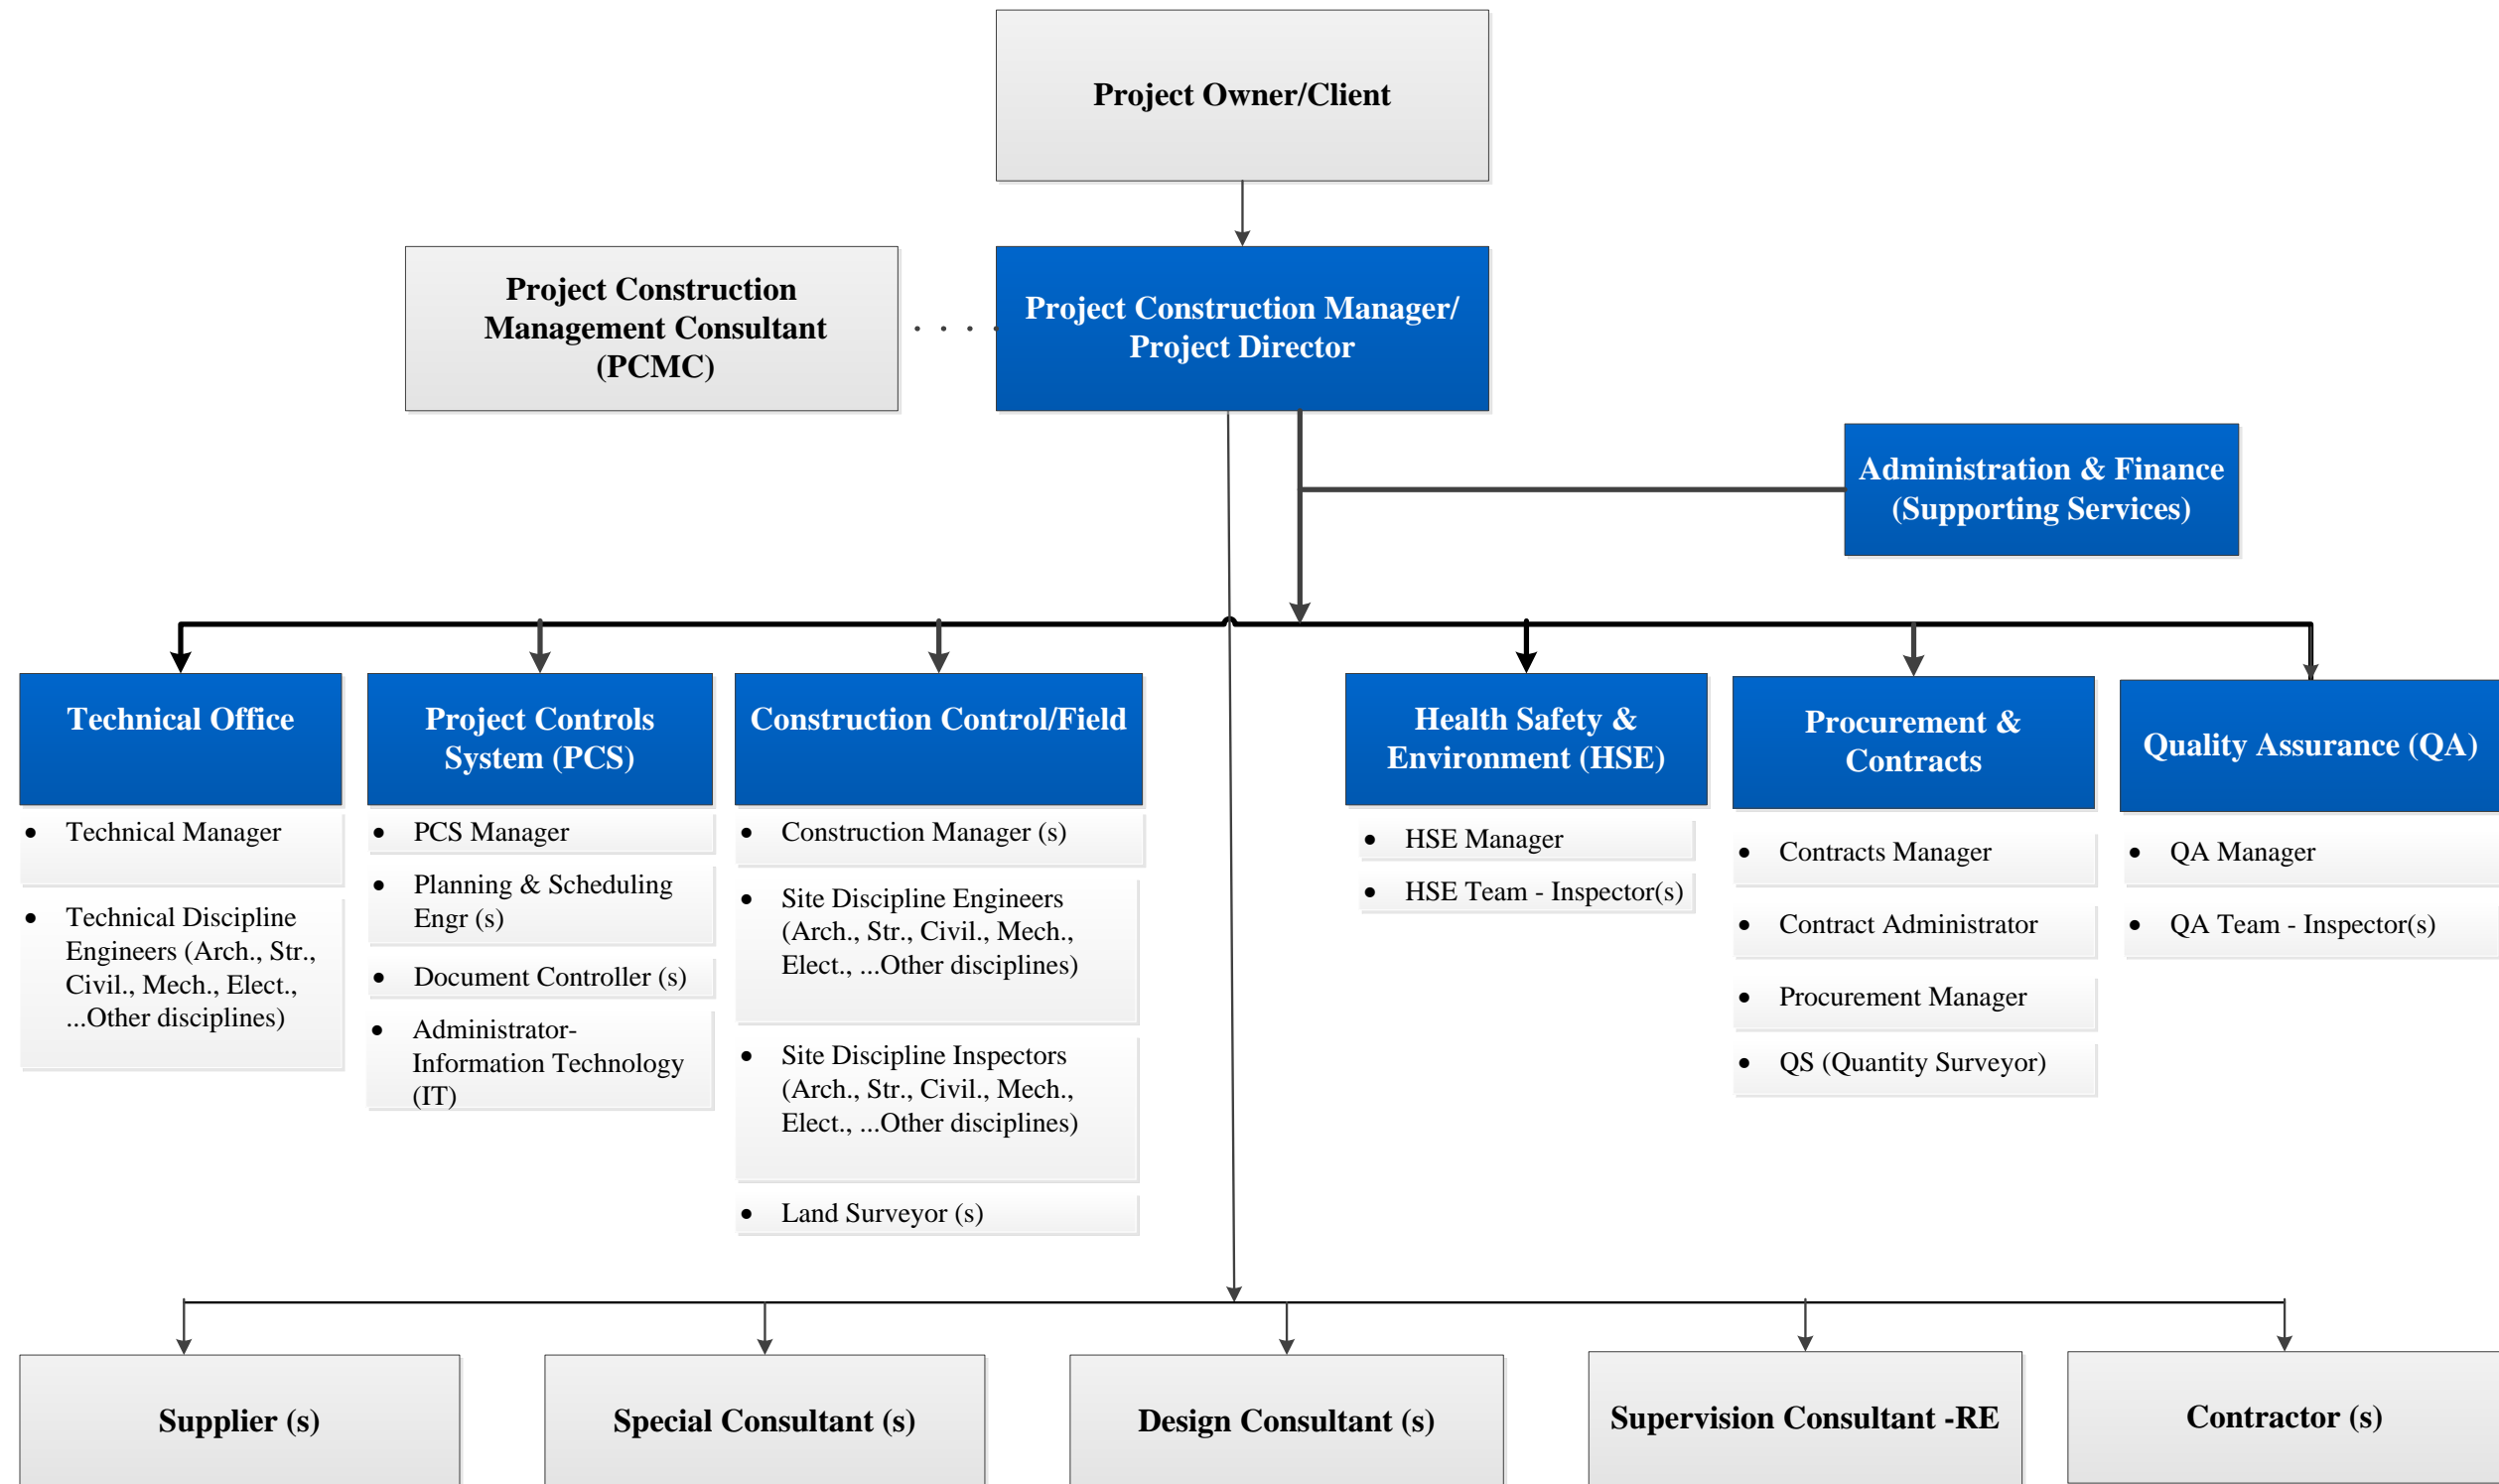 Project Owner/Client
Project Construction
Management Consultant
(PCMC)
Project Construction Manager/
Project Director
Administration & Finance
(Supporting Services)
Technical Office
• Technical Manager
• Technical Discipline
Engineers (Arch., Str.,
Civil., Mech., Elect.,
...Other disciplines)
Project Controls
System (PCS)
• PCS Manager
• Planning & Scheduling
Engr (s)
• Document Controller (s)
• Administrator-
Information Technology
(IT)
Construction Control/Field
• Construction Manager (s)
• Site Discipline Engineers
(Arch., Str., Civil., Mech.,
Elect., ...Other disciplines)
• Site Discipline Inspectors
(Arch., Str., Civil., Mech.,
Elect., ...Other disciplines)
• Land Surveyor (s)
Health Safety &
Environment (HSE)
• HSE Manager
• HSE Team - Inspector(s)
Procurement &
Contracts
• Contracts Manager
• Contract Administrator
• Procurement Manager
• QS (Quantity Surveyor)
Quality Assurance (QA)
• QA Manager
• QA Team - Inspector(s)
Supplier (s)
Special Consultant (s)
Design Consultant (s)
Supervision Consultant -RE
Contractor (s)